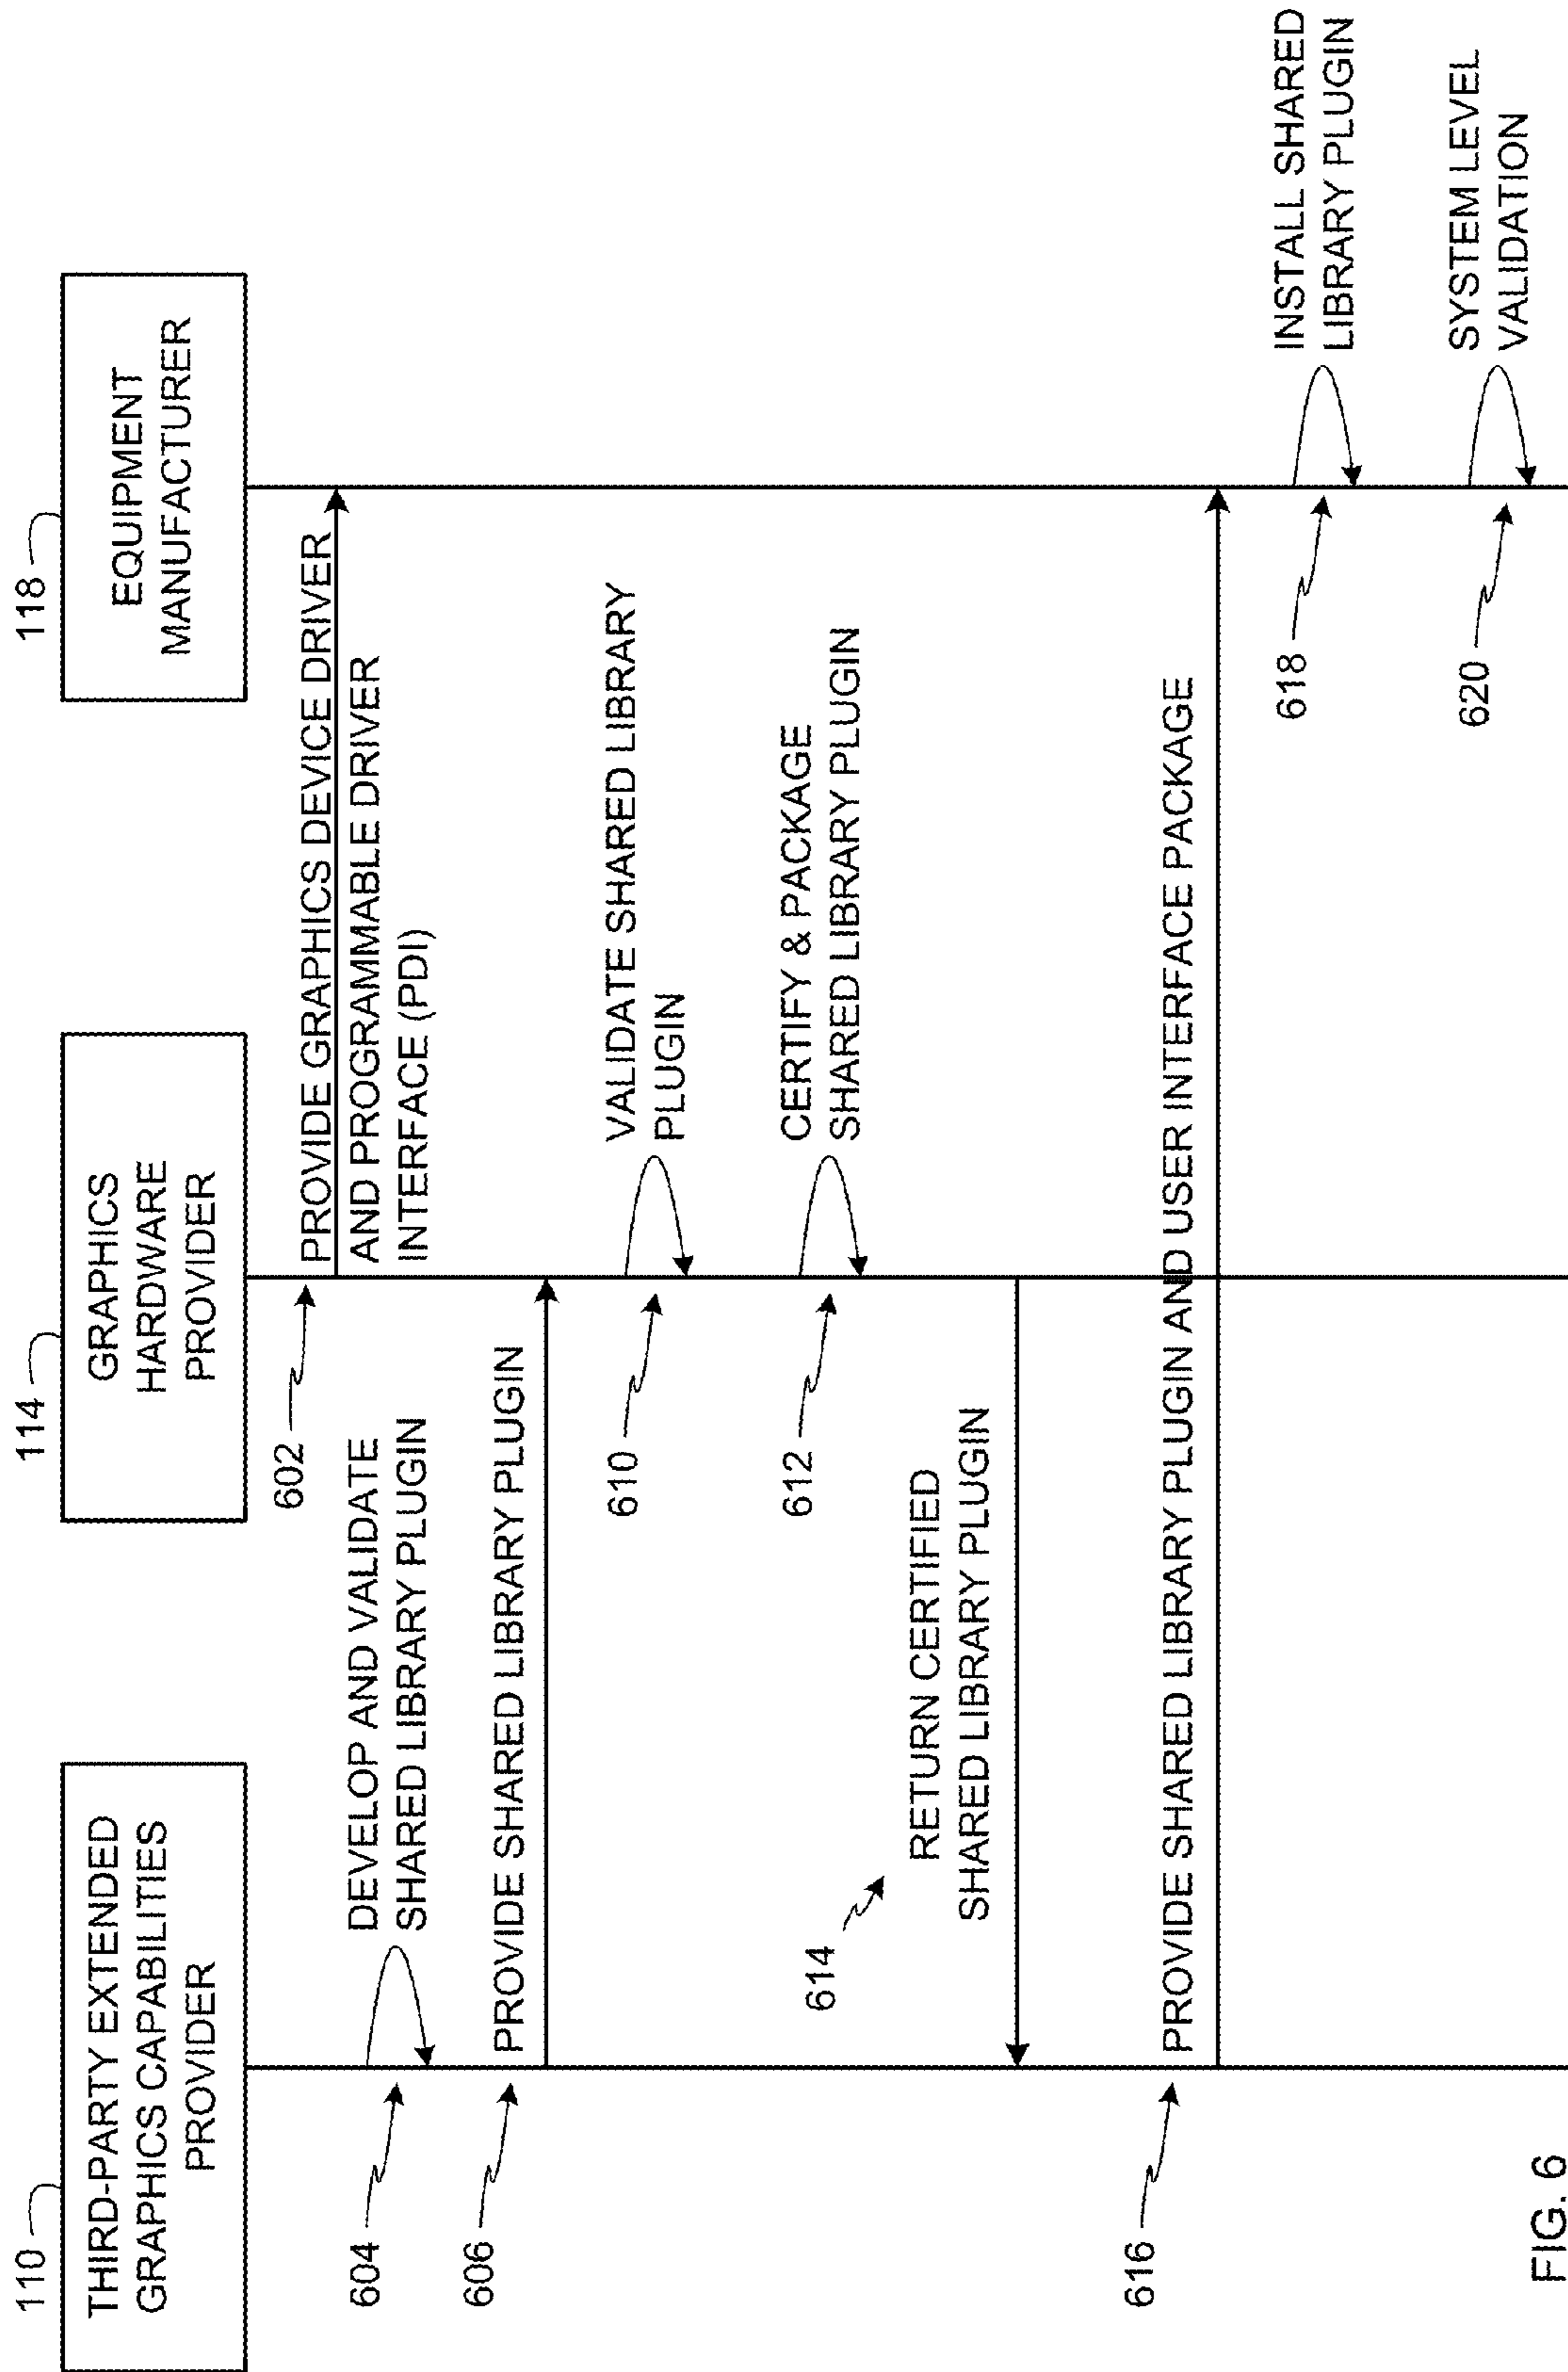 110
THIRD-PARTY EXTENDED
GRAPHICS CAPABILITIES
PROVIDER
114
GRAPHICS
HARDWARE
PROVIDER
118
EQUIPMENT
MANUFACTURER
602
PROVIDE GRAPHICS DEVICE DRIVER
AND PROGRAMMABLE DRIVER
INTERFACE (PDI)
604
DEVELOP AND VALIDATE
SHARED LIBRARY PLUGIN
606
PROVIDE SHARED LIBRARY PLUGIN
610
VALIDATE SHARED LIBRARY
PLUGIN
612
CERTIFY & PACKAGE
SHARED LIBRARY PLUGIN
614
RETURN CERTIFIED
SHARED LIBRARY PLUGIN
616
PROVIDE SHARED LIBRARY PLUGIN AND USER INTERFACE PACKAGE
618
INSTALL SHARED
LIBRARY PLUGIN
620
SYSTEM LEVEL
VALIDATION
FIG. 6